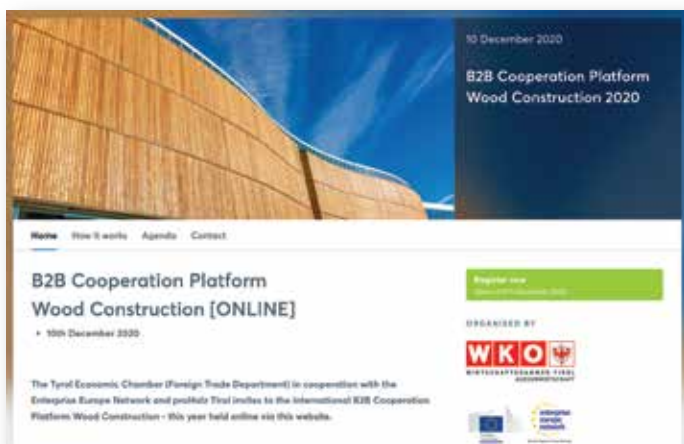 10 December 2020
B2B Cooperation Platform
Wood Construction 2020
Home How it works Agenda Contact
B2B Cooperation Platform
Wood Construction [ONLINE]
• 10th December 2020
Register now
ORGANISED BY
WKO
WIRTSCHAFTSKAMMER TIROL
AUSSENWIRTSCHAFT
The Tyrol Economic Chamber (Foreign Trade Department) in cooperation with the
Enterprise Europe Network and proHolz Tirol invites to the international B2B Cooperation
Platform Wood Construction - this year held online via this website.
enterprise
europe
network